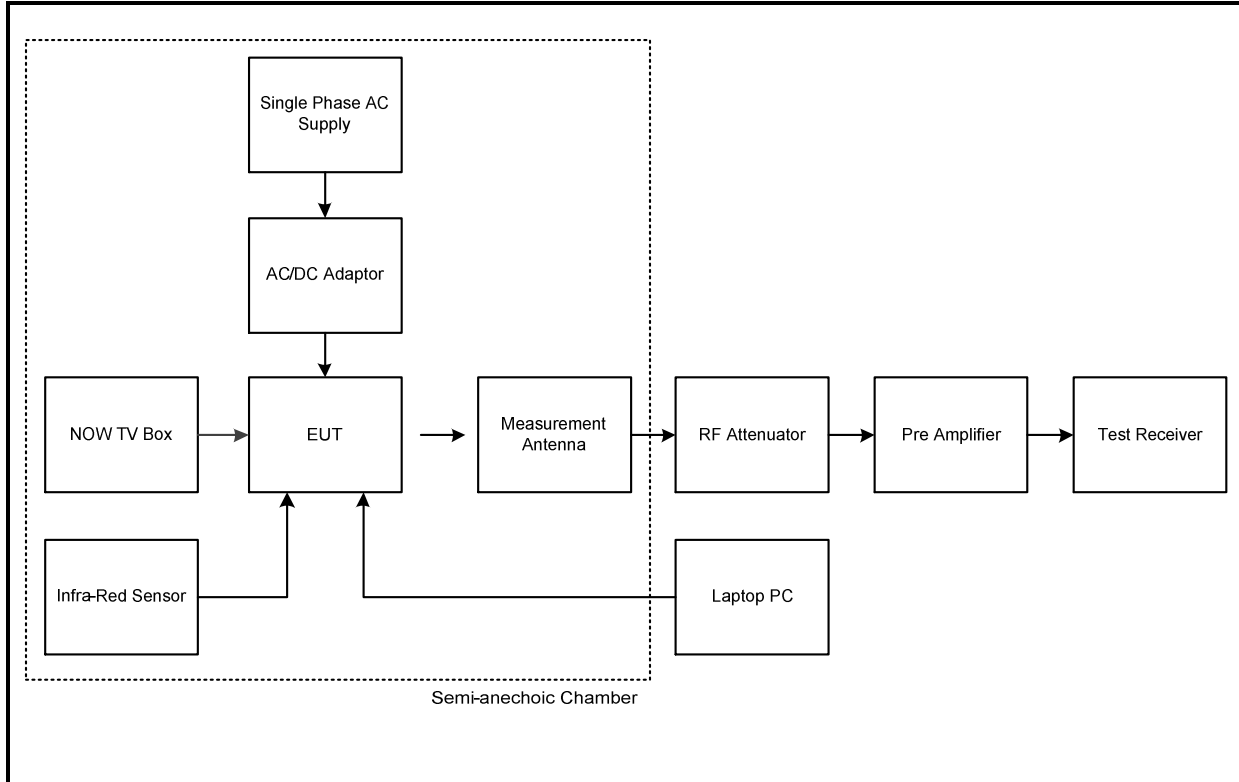 Single Phase AC
Supply
AC/DC Adaptor
NOW TV Box
EUT
Measurement
Antenna
RF Attenuator
Pre Amplifier
Test Receiver
Infra-Red Sensor
Laptop PC
Semi-anechoic Chamber